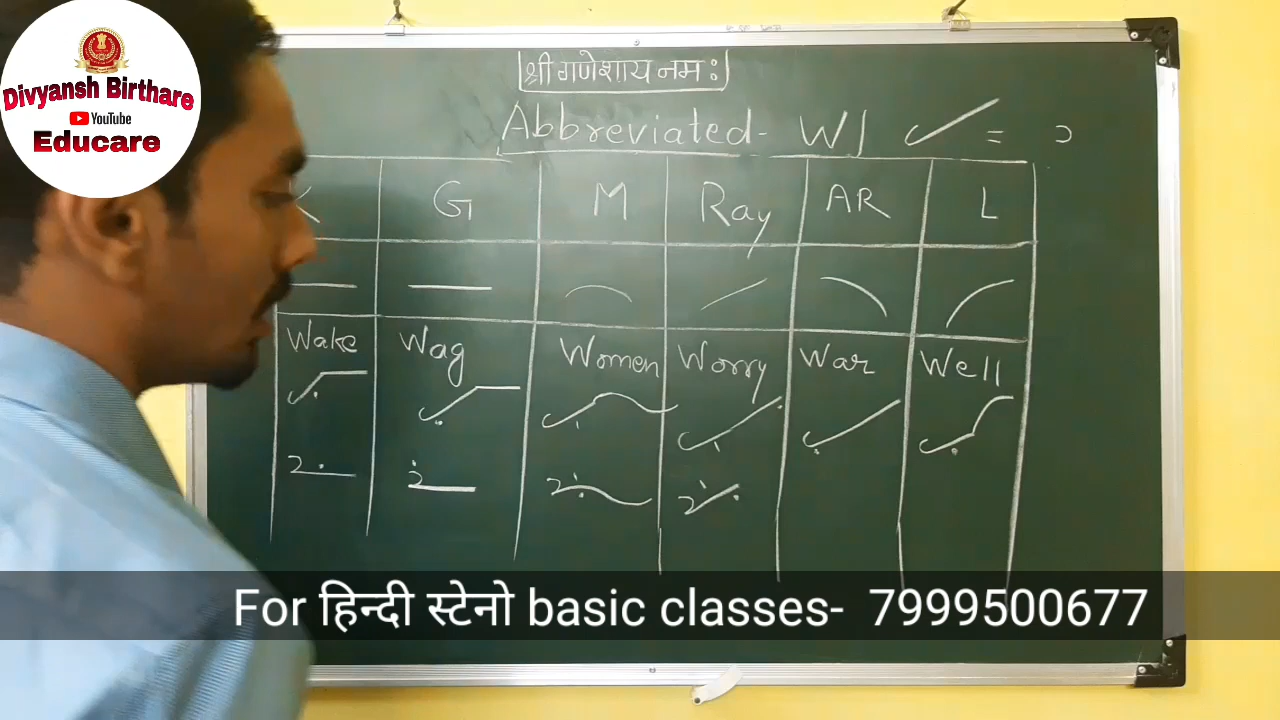 Divyansh Birthare
YouTube
Educare
श्री गणेशाय नमः
Abbreviated- W/ =
K G M Ray AR L
Wake Wag Women Worry War Well
For हिन्दी स्टेनो basic classes- 7999500677